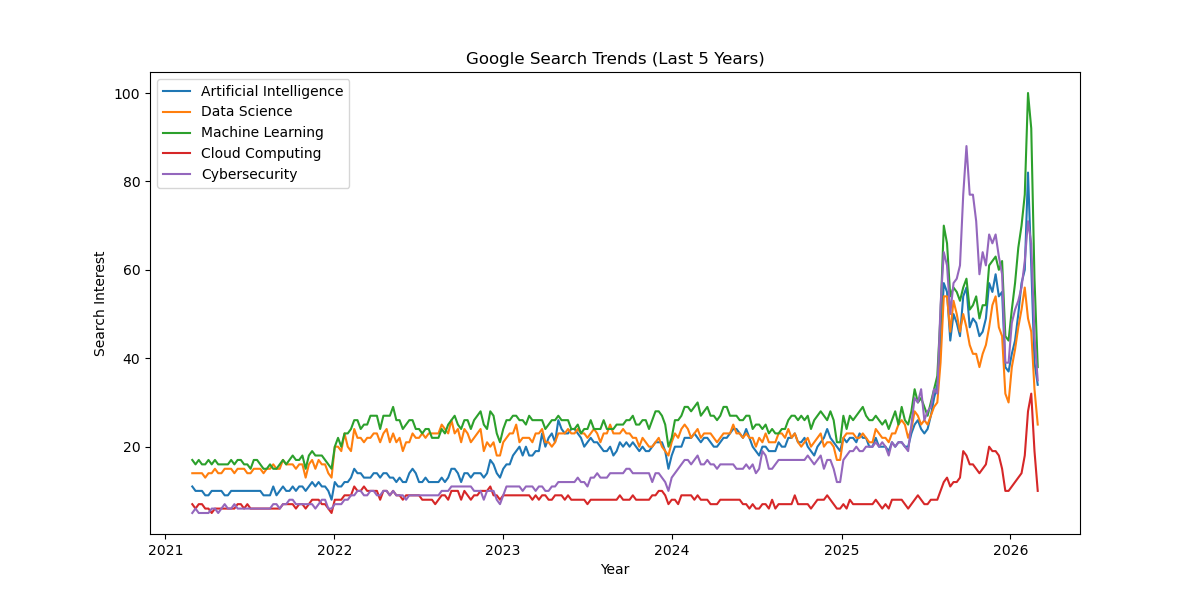 Google Search Trends (Last 5 Years)
Artificial Intelligence
Data Science
Machine Learning
Cloud Computing
Cybersecurity
100
80
60
40
20
Search Interest
2021 2022 2023 2024 2025 2026
Year